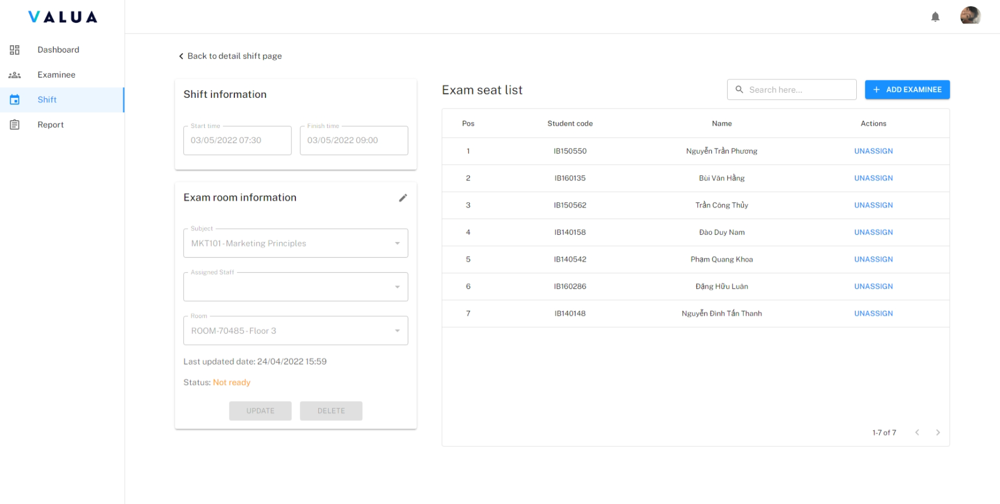 VALUA
Dashboard
Examinee
Shift
Report
Back to detail shift page
Shift information
Start time
03/05/2022 07:30
Finish time
03/05/2022 09:00
Exam room information
Subject
MKT101 - Marketing Principles
Assigned Staff
Room
ROOM-70485 - Floor 3
Last updated date: 24/04/2022 15:59
Status: Not ready
UPDATE
DELETE
Exam seat list
Search here...
ADD EXAMINEE
Pos Student code Name Actions
1 IB150550 Nguyễn Trần Phương UNASSIGN
2 IB160135 Bùi Văn Hằng UNASSIGN
3 IB150562 Trần Công Thủy UNASSIGN
4 IB140158 Đào Duy Nam UNASSIGN
5 IB140542 Phạm Quang Khoa UNASSIGN
6 IB160286 Đặng Hữu Luân UNASSIGN
7 IB140148 Nguyễn Đình Tấn Thanh UNASSIGN
1-7 of 7